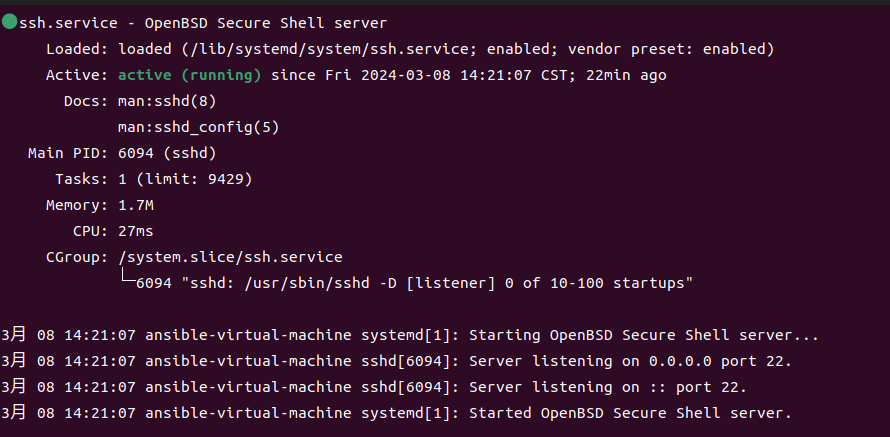 ssh.service - OpenBSD Secure Shell server
Loaded: loaded (/lib/systemd/system/ssh.service; enabled; vendor preset: enabled)
Active: active (running) since Fri 2024-03-08 14:21:07 CST; 22min ago
Docs: man:sshd(8)
man:sshd_config(5)
Main PID: 6094 (sshd)
Tasks: 1 (limit: 9429)
Memory: 1.7M
CPU: 27ms
CGroup: /system.slice/ssh.service
└─6094 "sshd: /usr/sbin/sshd -D [listener] 0 of 10-100 startups"
3月 08 14:21:07 ansible-virtual-machine systemd[1]: Starting OpenBSD Secure Shell server...
3月 08 14:21:07 ansible-virtual-machine sshd[6094]: Server listening on 0.0.0.0 port 22.
3月 08 14:21:07 ansible-virtual-machine sshd[6094]: Server listening on :: port 22.
3月 08 14:21:07 ansible-virtual-machine systemd[1]: Started OpenBSD Secure Shell server.